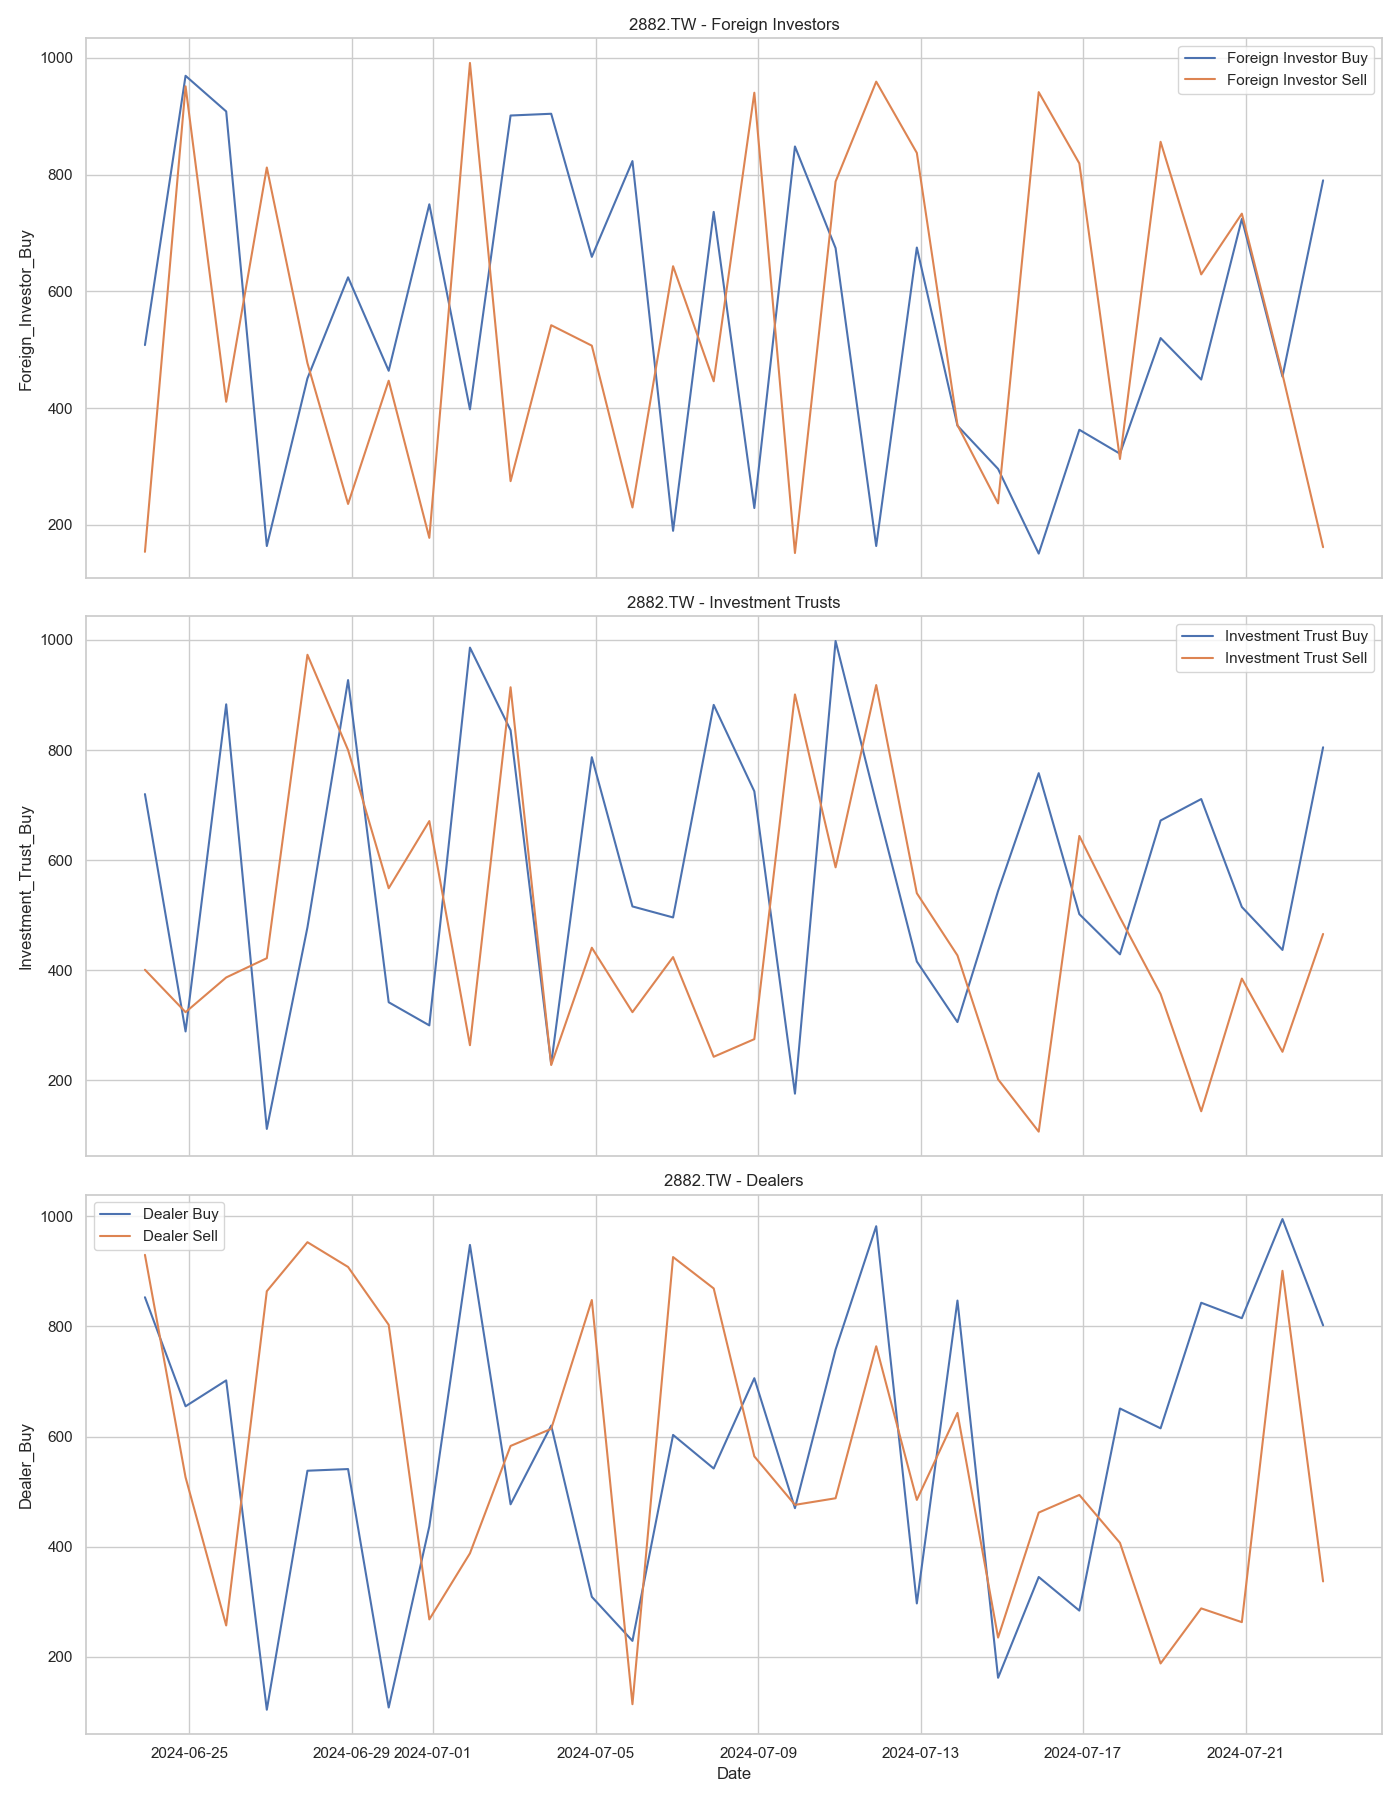 2882.TW - Foreign Investors
Foreign Investor Buy
Foreign Investor Sell
1000
800
600
400
200
Foreign_Investor_Buy
2882.TW - Investment Trusts
Investment Trust Buy
Investment Trust Sell
1000
800
600
400
200
Investment_Trust_Buy
2882.TW - Dealers
Dealer Buy
Dealer Sell
1000
800
600
400
200
Dealer_Buy
2024-06-25 2024-06-29 2024-07-01 2024-07-05 2024-07-09 2024-07-13 2024-07-17 2024-07-21
Date